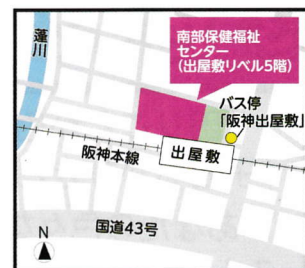 南部保健福祉
センター
（出屋敷リベル5階）
蓬川
バス停
「阪神出屋敷」
出屋敷
阪神本線
国道43号
N